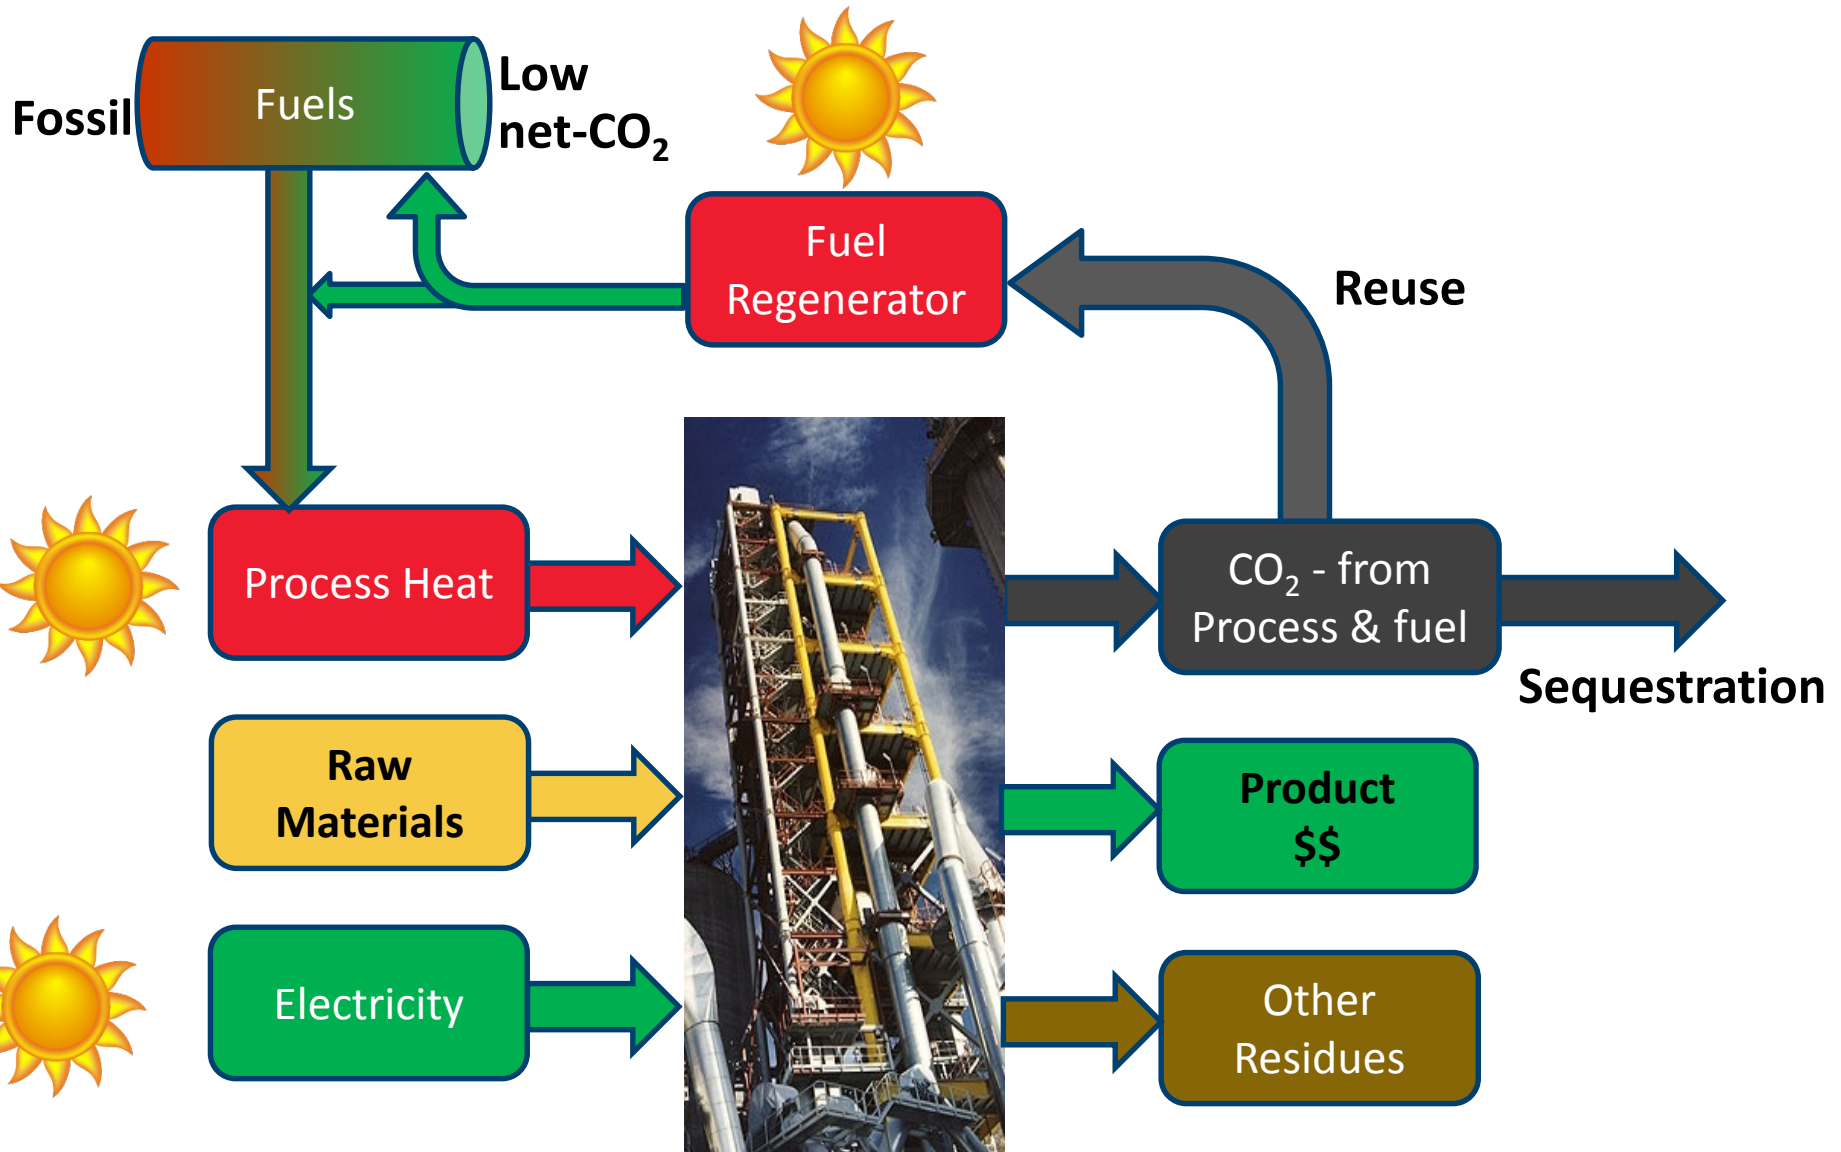 Fossil
Fuels
Low
net-CO₂
Fuel
Regenerator
Reuse
Process Heat
CO₂ - from
Process & fuel
Sequestration
Raw
Materials
Product
$$
Electricity
Other
Residues